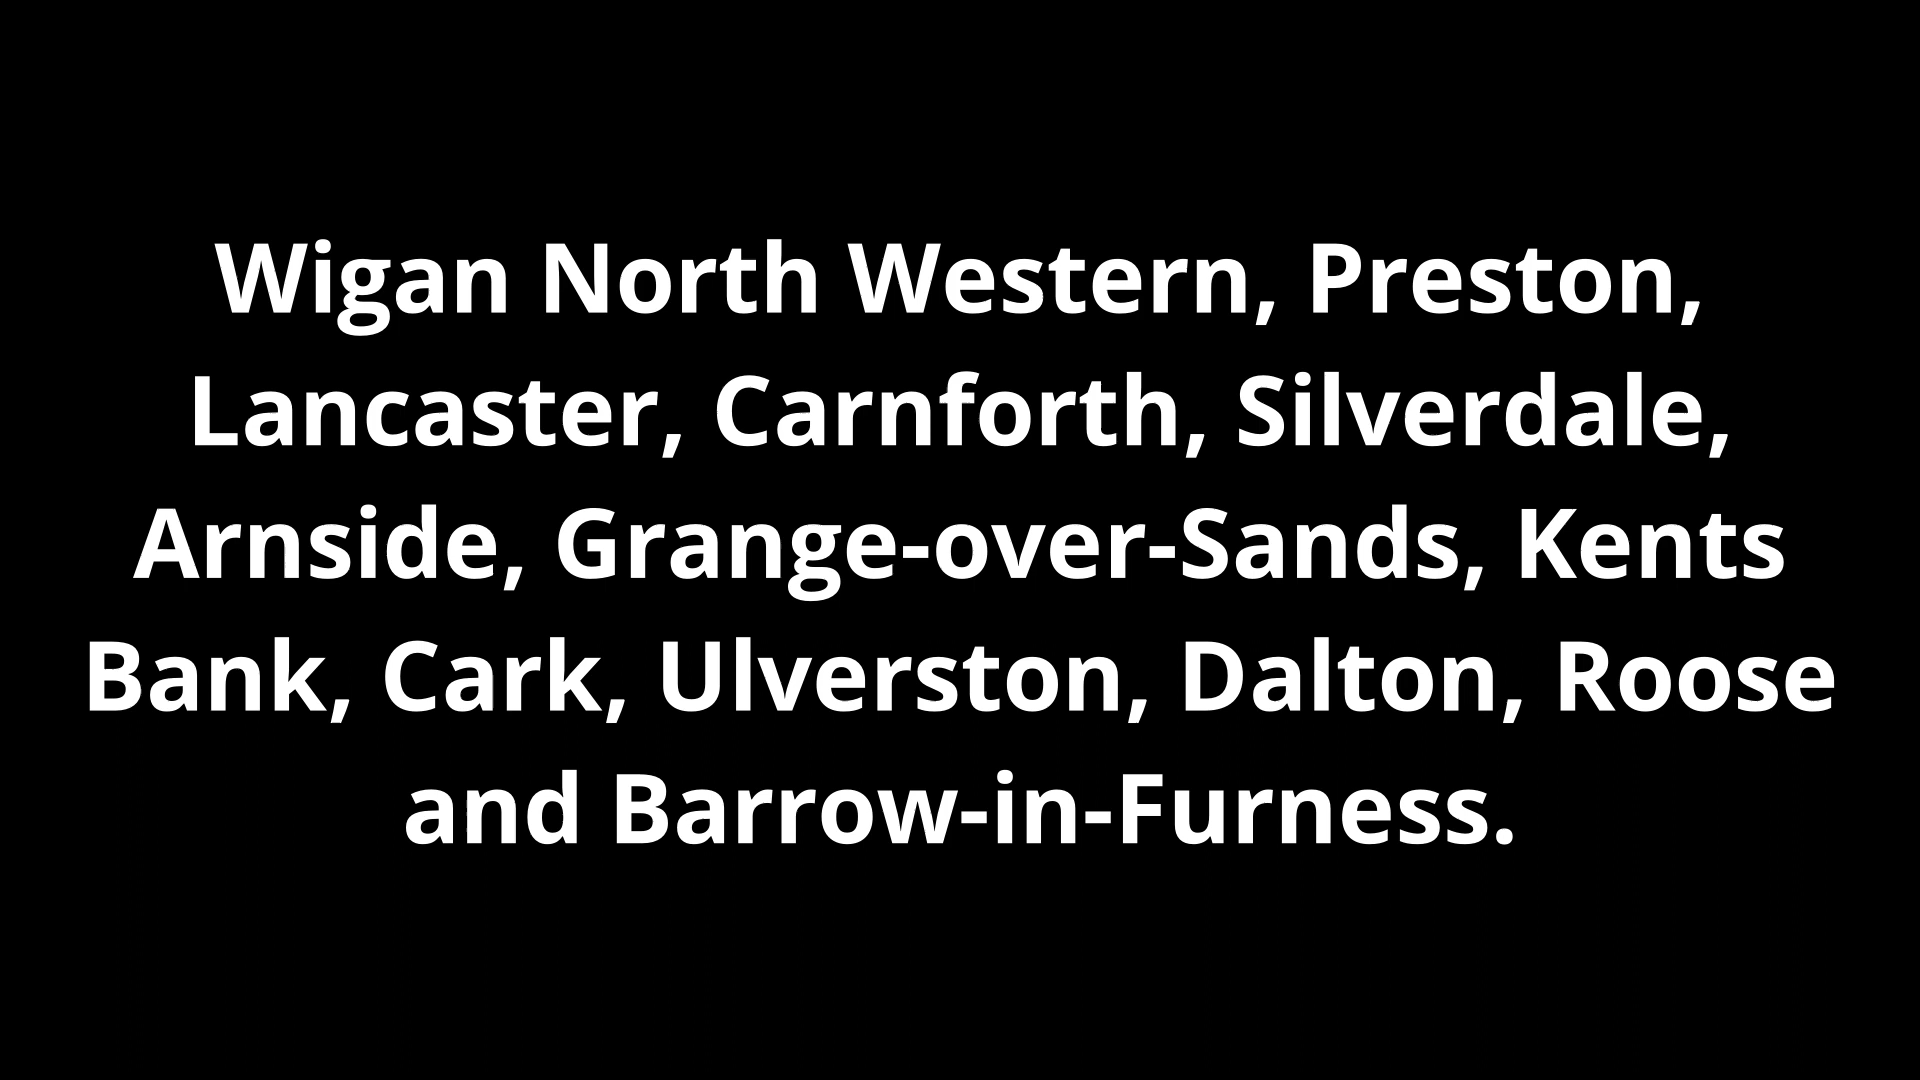 Wigan North Western, Preston,
Lancaster, Carnforth, Silverdale,
Arnside, Grange-over-Sands, Kents
Bank, Cark, Ulverston, Dalton, Roose
and Barrow-in-Furness.